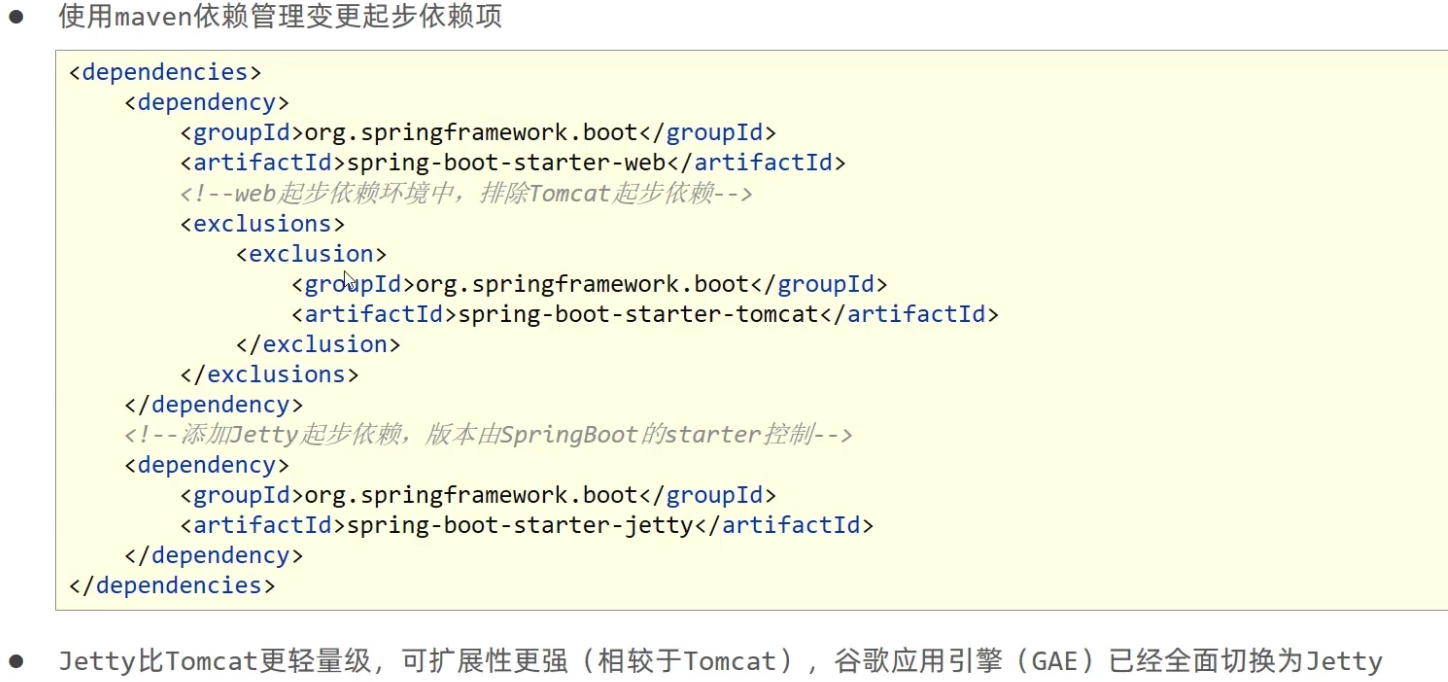 ● 使用maven依赖管理变更起步依赖项
<dependencies>
    <dependency>
        <groupId>org.springframework.boot</groupId>
        <artifactId>spring-boot-starter-web</artifactId>
        <!--web起步依赖环境中，排除Tomcat起步依赖-->
        <exclusions>
            <exclusion>
                <groupId>org.springframework.boot</groupId>
                <artifactId>spring-boot-starter-tomcat</artifactId>
            </exclusion>
        </exclusions>
    </dependency>
    <!--添加Jetty起步依赖，版本由SpringBoot的starter控制-->
    <dependency>
        <groupId>org.springframework.boot</groupId>
        <artifactId>spring-boot-starter-jetty</artifactId>
    </dependency>
</dependencies>
● Jetty比Tomcat更轻量级，可扩展性更强（相较于Tomcat），谷歌应用引擎（GAE）已经全面切换为Jetty